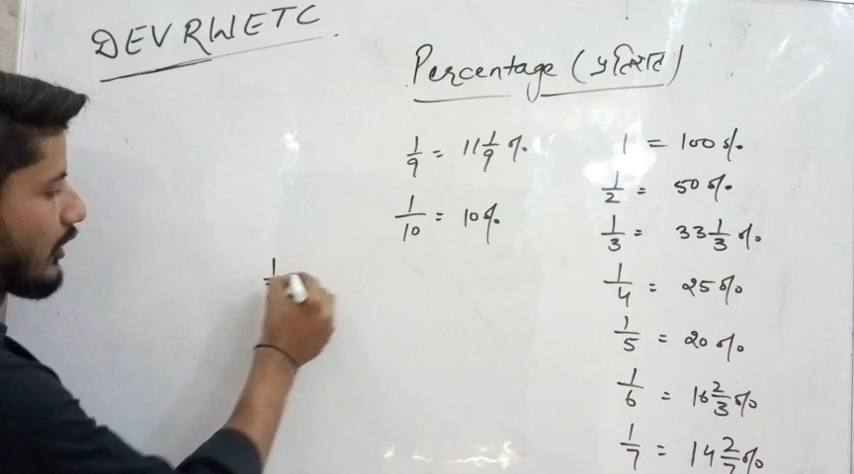 DEVRWETC
Percentage (प्रतिशत)
1/9 = 11 1/9 %
1/10 = 10%
1 = 100%
1/2 = 50%
1/3 = 33 1/3 %
1/4 = 25%
1/5 = 20%
1/6 = 16 2/3 %
1/7 = 14 2/7 %
1